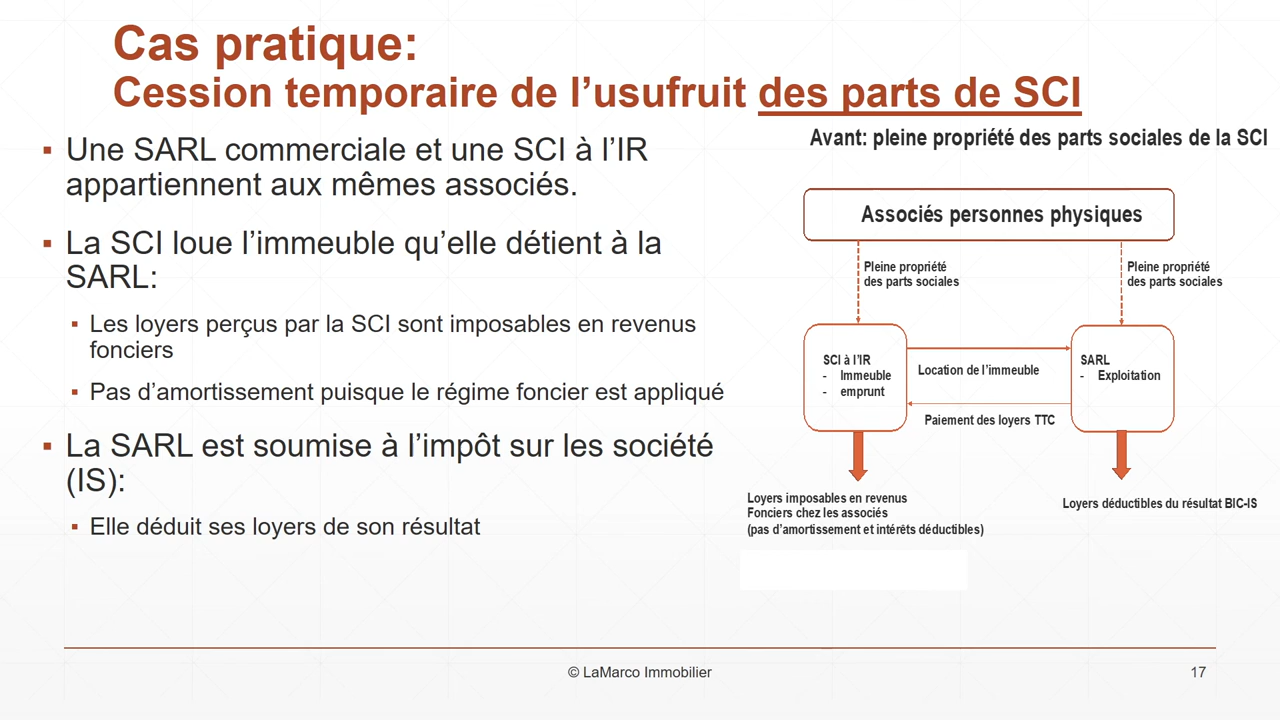 Cas pratique:
Cession temporaire de l’usufruit des parts de SCI
▪ Une SARL commerciale et une SCI à l’IR
appartiennent aux mêmes associés.
▪ La SCI loue l’immeuble qu’elle détient à la
SARL:
▪ Les loyers perçus par la SCI sont imposables en revenus
fonciers
▪ Pas d’amortissement puisque le régime foncier est appliqué
▪ La SARL est soumise à l’impôt sur les société
(IS):
▪ Elle déduit ses loyers de son résultat
Avant: pleine propriété des parts sociales de la SCI
Associés personnes physiques
Pleine propriété
des parts sociales
Pleine propriété
des parts sociales
SCI à l’IR
- Immeuble
- emprunt
Location de l’immeuble
Paiement des loyers TTC
SARL
- Exploitation
Loyers imposables en revenus
Fonciers chez les associés
(pas d’amortissement et intérêts déductibles)
Loyers déductibles du résultat BIC-IS
© LaMarco Immobilier
17